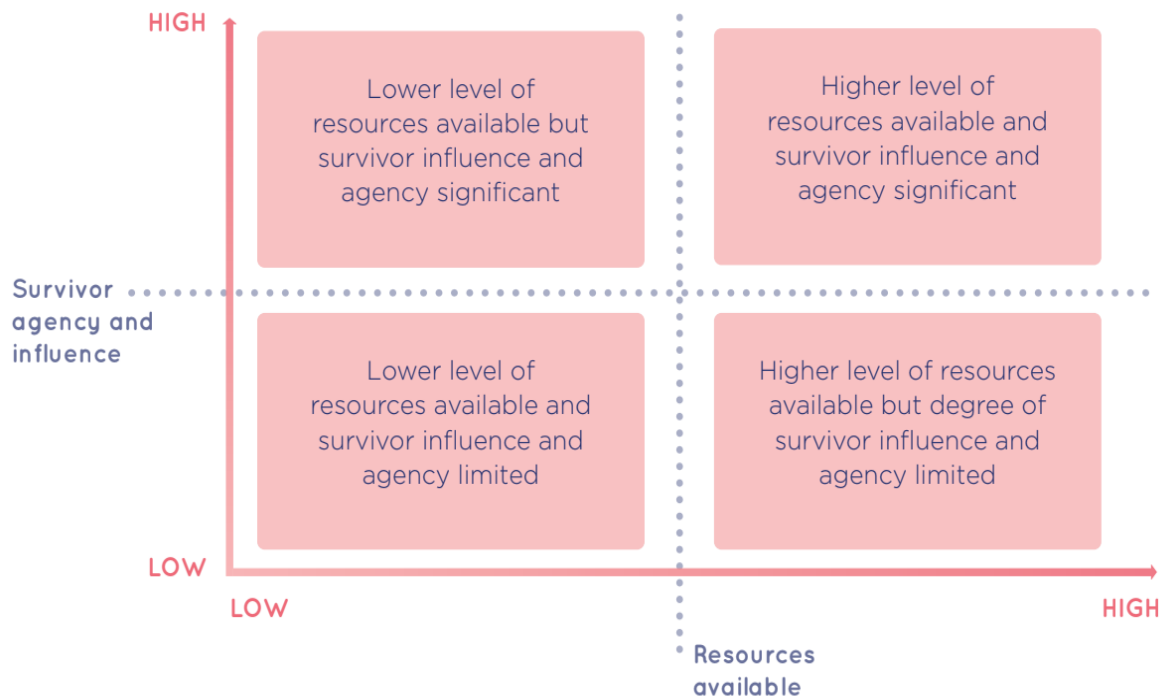 HIGH
Lower level of
resources available but
survivor influence and
agency significant
Higher level of
resources available and
survivor influence and
agency significant
Survivor
agency and
influence
Lower level of
resources available and
survivor influence and
agency limited
Higher level of resources
available but degree of
survivor influence and
agency limited
LOW
LOW
HIGH
Resources
available